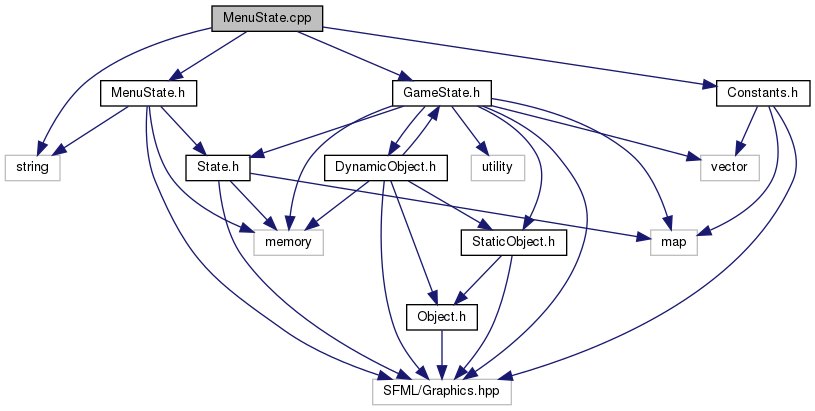 MenuState.cpp
MenuState.h
GameState.h
Constants.h
string
State.h
DynamicObject.h
utility
vector
memory
StaticObject.h
map
Object.h
SFML/Graphics.hpp